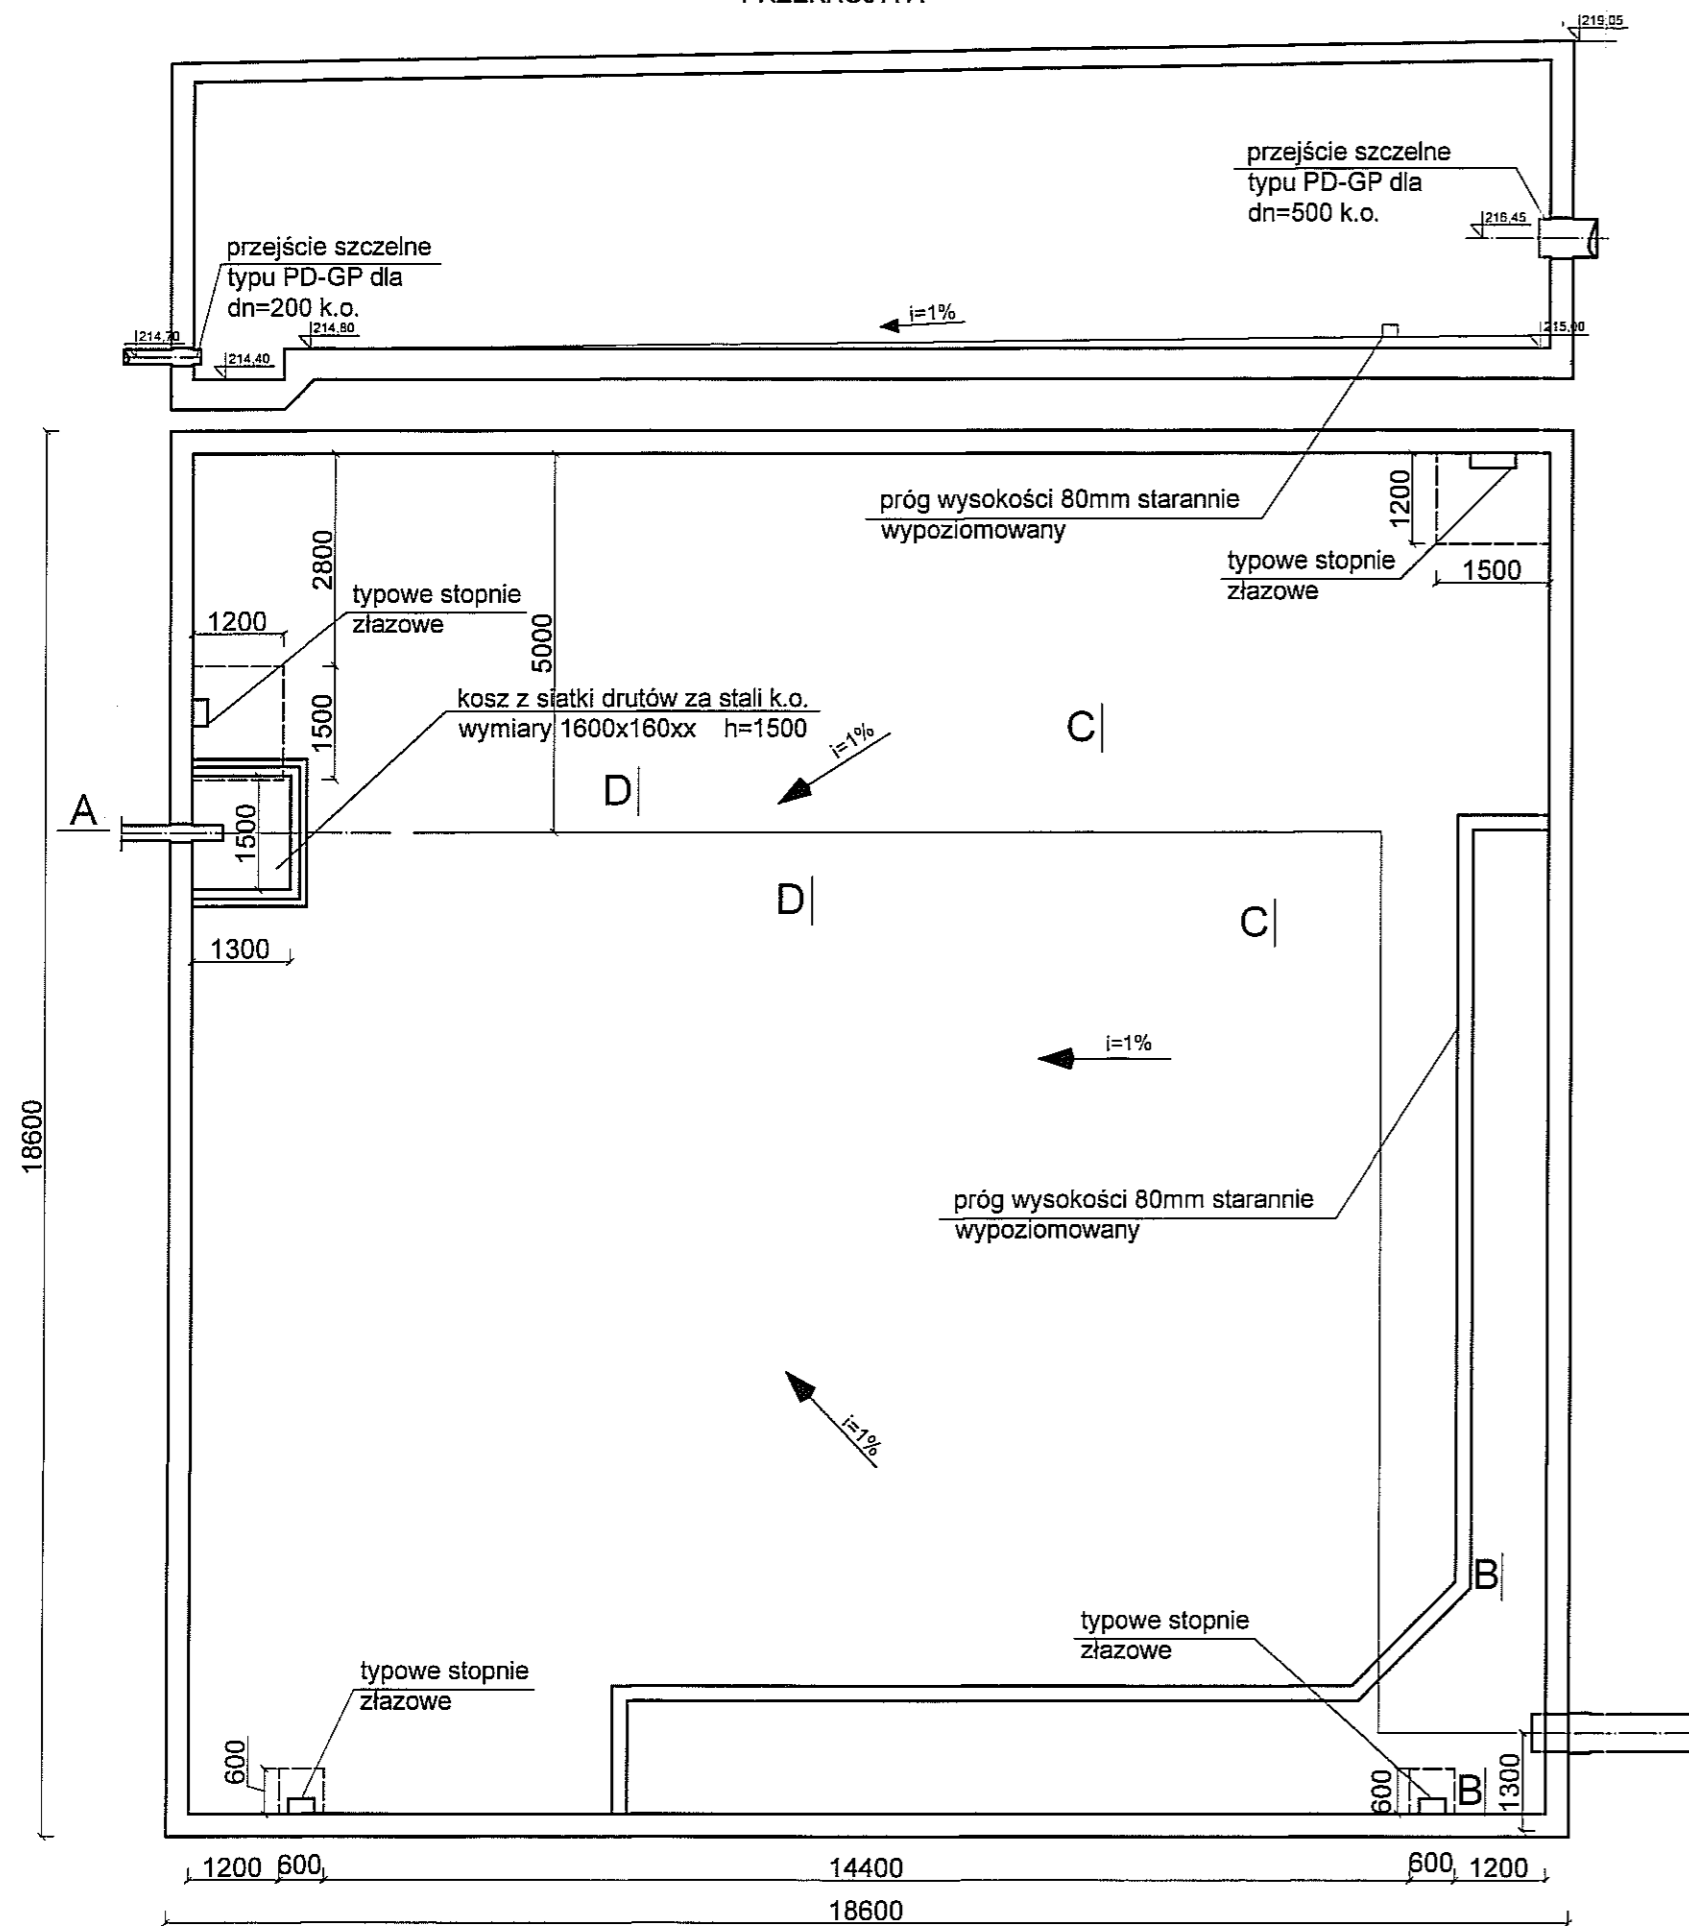 219,05
przejście szczelne
typu PD-GP dla
dn=500 k.o.
216,45
przejście szczelne
typu PD-GP dla
dn=200 k.o.
214,70
214,40
214,80
i=1%
215,00
2800
5000
próg wysokości 80mm starannie
wypoziomowany
1200
typowe stopnie
złazowe
1500
typowe stopnie
złazowe
1200
1500
kosz z siatki drutów za stali k.o.
wymiary 1600x160xx h=1500
i=1%
C
D
A
1500
D
C
1300
i=1%
18600
próg wysokości 80mm starannie
wypoziomowany
i=1%
B
typowe stopnie
złazowe
typowe stopnie
złazowe
600
600
B
1300
1200 600 14400 600 1200
18600